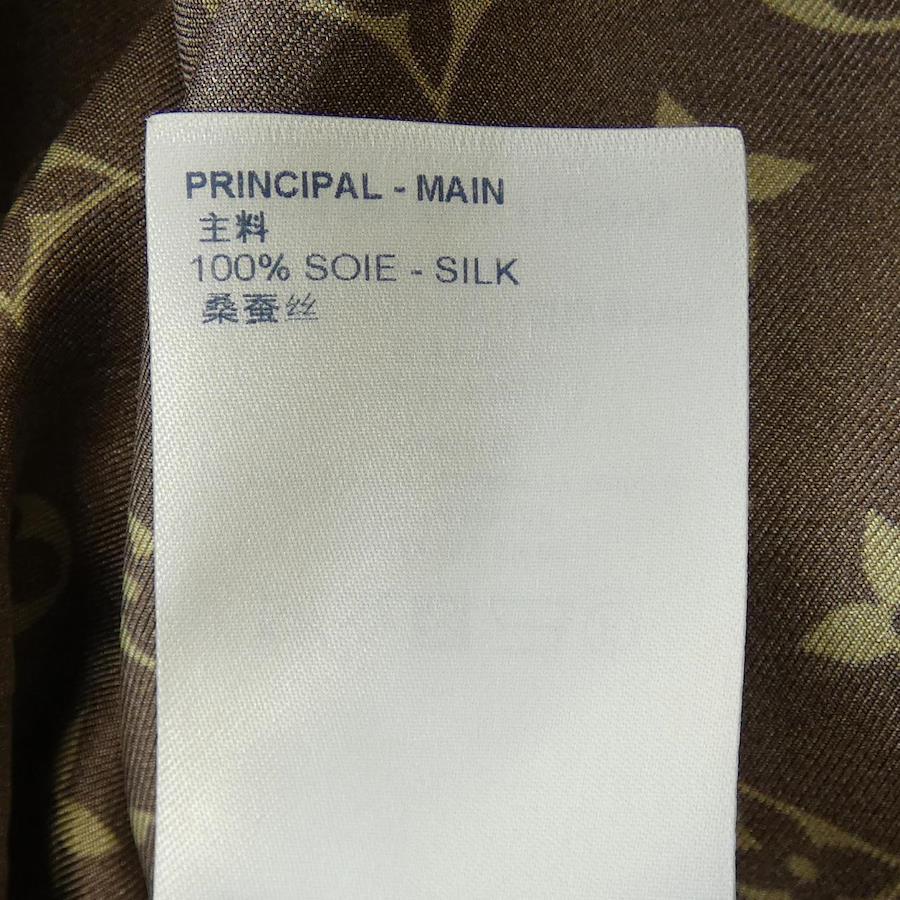 PRINCIPAL - MAIN
主料
100% SOIE - SILK
桑蚕丝